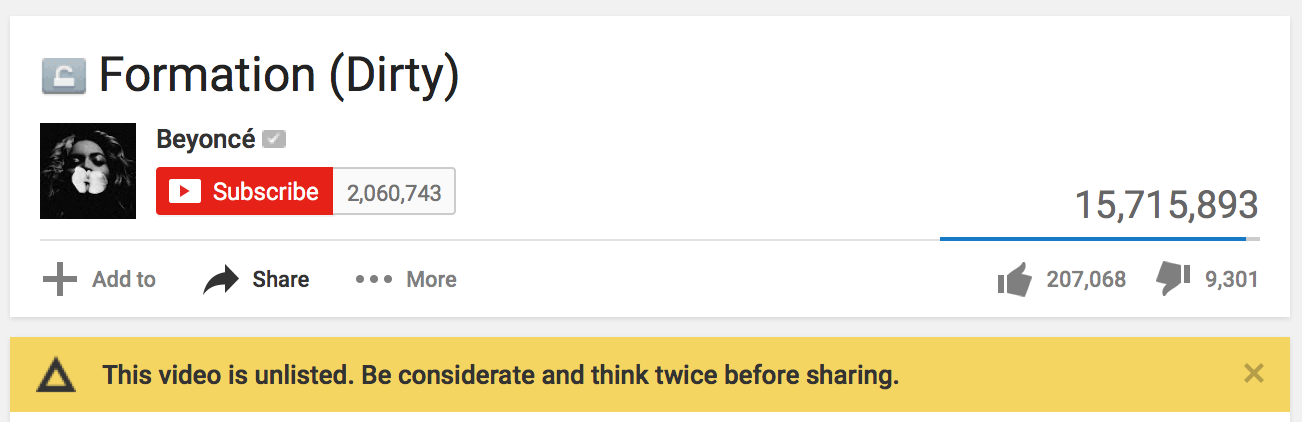 Formation (Dirty)
Beyoncé
Subscribe 2,060,743
15,715,893
Add to Share More 207,068 9,301
This video is unlisted. Be considerate and think twice before sharing.